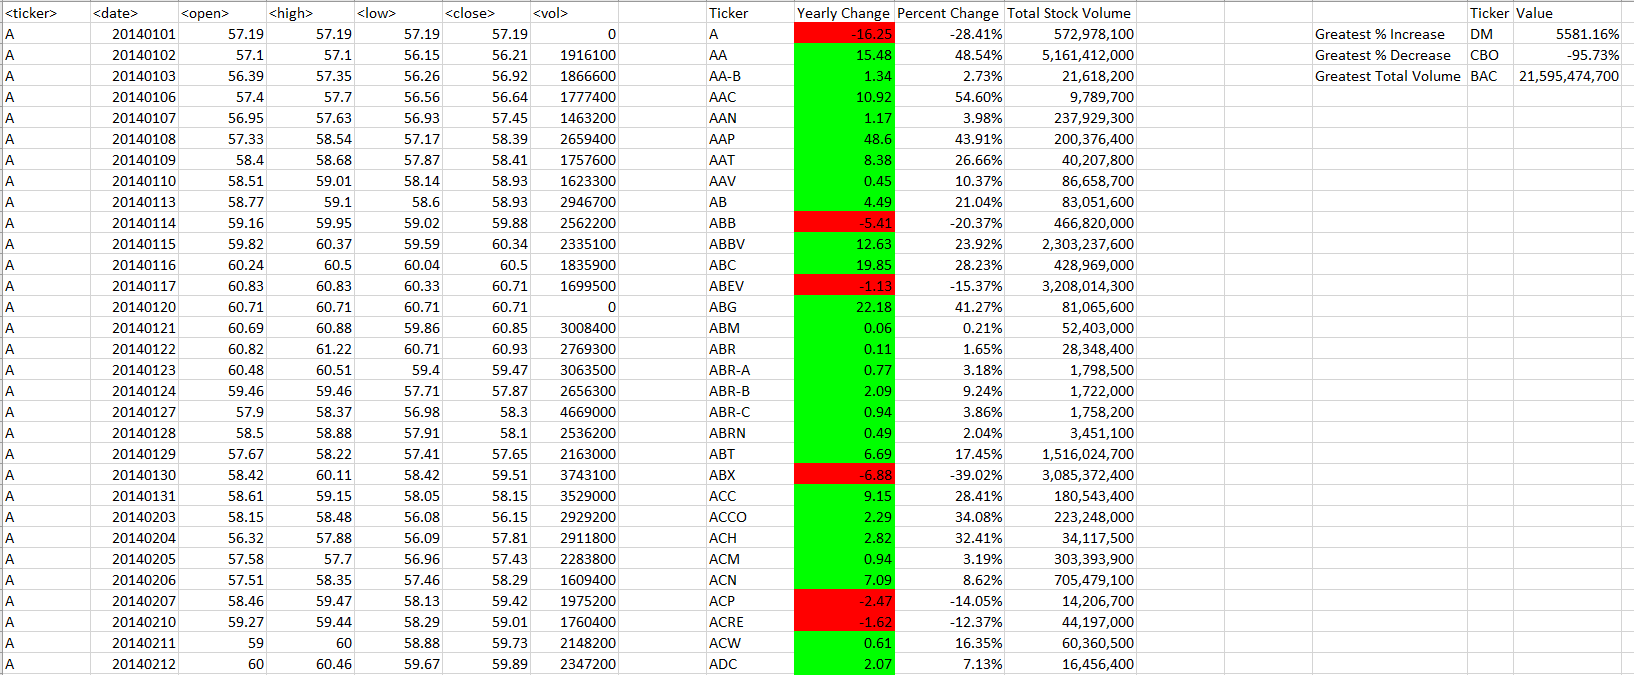 <ticker> <date> <open> <high> <low> <close> <vol> Ticker Yearly Change Percent Change Total Stock Volume Ticker Value
A 20140101 57.19 57.19 57.19 57.19 0 A -16.25 -28.41% 572,978,100 Greatest % Increase DM 5581.16%
A 20140102 57.1 57.1 56.15 56.21 1916100 AA 15.48 48.54% 5,161,412,000 Greatest % Decrease CBO -95.73%
A 20140103 56.39 57.35 56.26 56.92 1866600 AA-B 1.34 2.73% 21,618,200 Greatest Total Volume BAC 21,595,474,700
A 20140106 57.4 57.7 56.56 56.64 1777400 AAC 10.92 54.60% 9,789,700
A 20140107 56.95 57.63 56.93 57.45 1463200 AAN 1.17 3.98% 237,929,300
A 20140108 57.33 58.54 57.17 58.39 2659400 AAP 48.6 43.91% 200,376,400
A 20140109 58.4 58.68 57.87 58.41 1757600 AAT 8.38 26.66% 40,207,800
A 20140110 58.51 59.01 58.14 58.93 1623300 AAV 0.45 10.37% 86,658,700
A 20140113 58.77 59.1 58.6 58.93 2946700 AB 4.49 21.04% 83,051,600
A 20140114 59.16 59.95 59.02 59.88 2562200 ABB -5.41 -20.37% 466,820,000
A 20140115 59.82 60.37 59.59 60.34 2335100 ABBV 12.63 23.92% 2,303,237,600
A 20140116 60.24 60.5 60.04 60.5 1835900 ABC 19.85 28.23% 428,969,000
A 20140117 60.83 60.83 60.33 60.71 1699500 ABEV -1.13 -15.37% 3,208,014,300
A 20140120 60.71 60.71 60.71 60.71 0 ABG 22.18 41.27% 81,065,600
A 20140121 60.69 60.88 59.86 60.85 3008400 ABM 0.06 0.21% 52,403,000
A 20140122 60.82 61.22 60.71 60.93 2769300 ABR 0.11 1.65% 28,348,400
A 20140123 60.48 60.51 59.4 59.47 3063500 ABR-A 0.77 3.18% 1,798,500
A 20140124 59.46 59.46 57.71 57.87 2656300 ABR-B 2.09 9.24% 1,722,000
A 20140127 57.9 58.37 56.98 58.3 4669000 ABR-C 0.94 3.86% 1,758,200
A 20140128 58.5 58.88 57.91 58.1 2536200 ABRN 0.49 2.04% 3,451,100
A 20140129 57.67 58.22 57.41 57.65 2163000 ABT 6.69 17.45% 1,516,024,700
A 20140130 58.42 60.11 58.42 59.51 3743100 ABX -6.88 -39.02% 3,085,372,400
A 20140131 58.61 59.15 58.05 58.15 3529000 ACC 9.15 28.41% 180,543,400
A 20140203 58.15 58.48 56.08 56.15 2929200 ACCO 2.29 34.08% 223,248,000
A 20140204 56.32 57.88 56.09 57.81 2911800 ACH 2.82 32.41% 34,117,500
A 20140205 57.58 57.7 56.96 57.43 2283800 ACM 0.94 3.19% 303,393,900
A 20140206 57.51 58.35 57.46 58.29 1609400 ACN 7.09 8.62% 705,479,100
A 20140207 58.46 59.47 58.13 59.42 1975200 ACP -2.47 -14.05% 14,206,700
A 20140210 59.27 59.44 58.29 59.01 1760400 ACRE -1.62 -12.37% 44,197,000
A 20140211 59 60 58.88 59.73 2148200 ACW 0.61 16.35% 60,360,500
A 20140212 60 60.46 59.67 59.89 2347200 ADC 2.07 7.13% 16,456,400